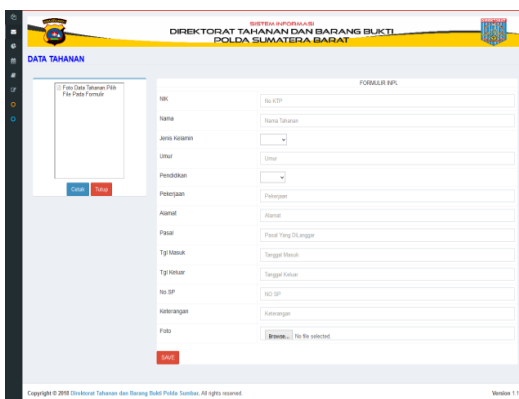 SISTEM INFORMASI
DIREKTORAT TAHANAN DAN BARANG BUKTI
POLDA SUMATERA BARAT
DATA TAHANAN
Foto Data Tahanan Pilih
File Pada Formulir
Cetak Tutup
FORMULIR INPUT
NIK No KTP
Nama Nama Tahanan
Jenis Kelamin
Umur Umur
Pendidikan
Pekerjaan Pekerjaan
Alamat Alamat
Pasal Pasal Yang DiLanggar
Tgl Masuk Tanggal Masuk
Tgl Keluar Tanggal Keluar
No.SP NO SP
Keterangan Keterangan
Foto Browse... No file selected.
SAVE
Copyright © 2018 Direktorat Tahanan dan Barang Bukti Polda Sumbar. All rights reserved.
Version 1.1